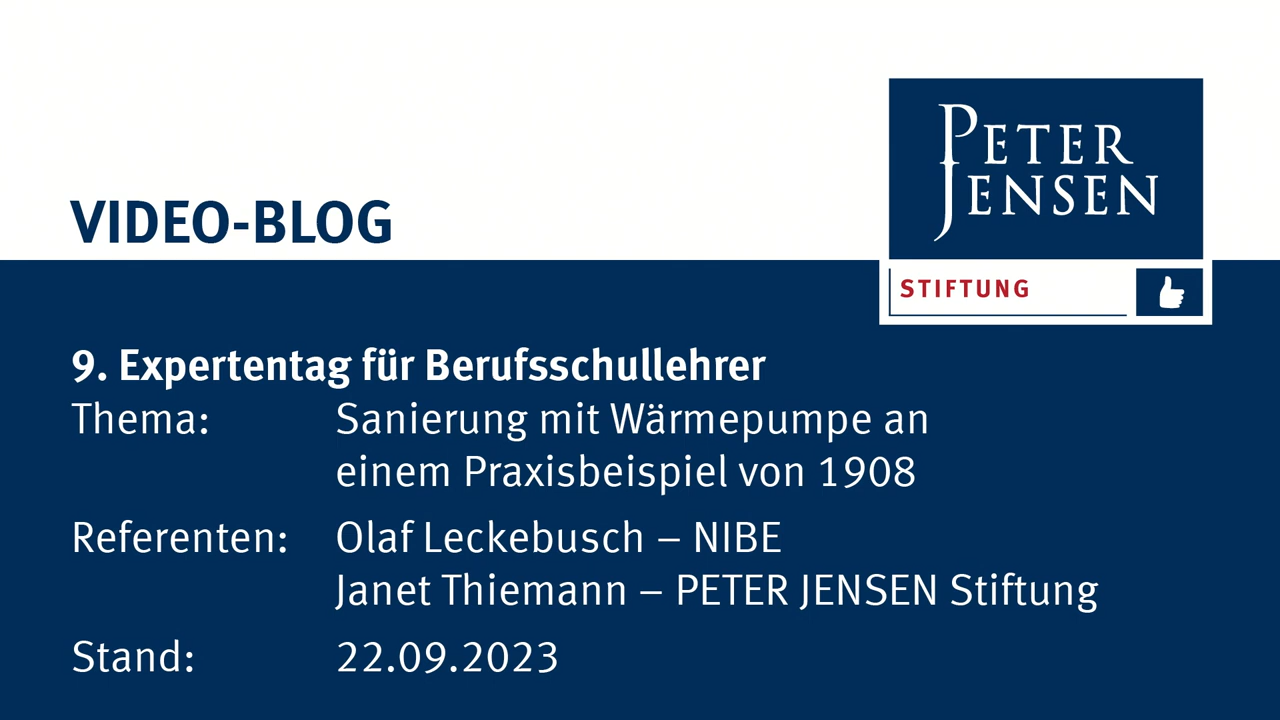 PETER
JENSEN
VIDEO-BLOG
STIFTUNG
9. Expertentag für Berufsschullehrer
Thema: Sanierung mit Wärmepumpe an
einem Praxisbeispiel von 1908
Referenten: Olaf Leckebusch – NIBE
Janet Thiemann – PETER JENSEN Stiftung
Stand: 22.09.2023